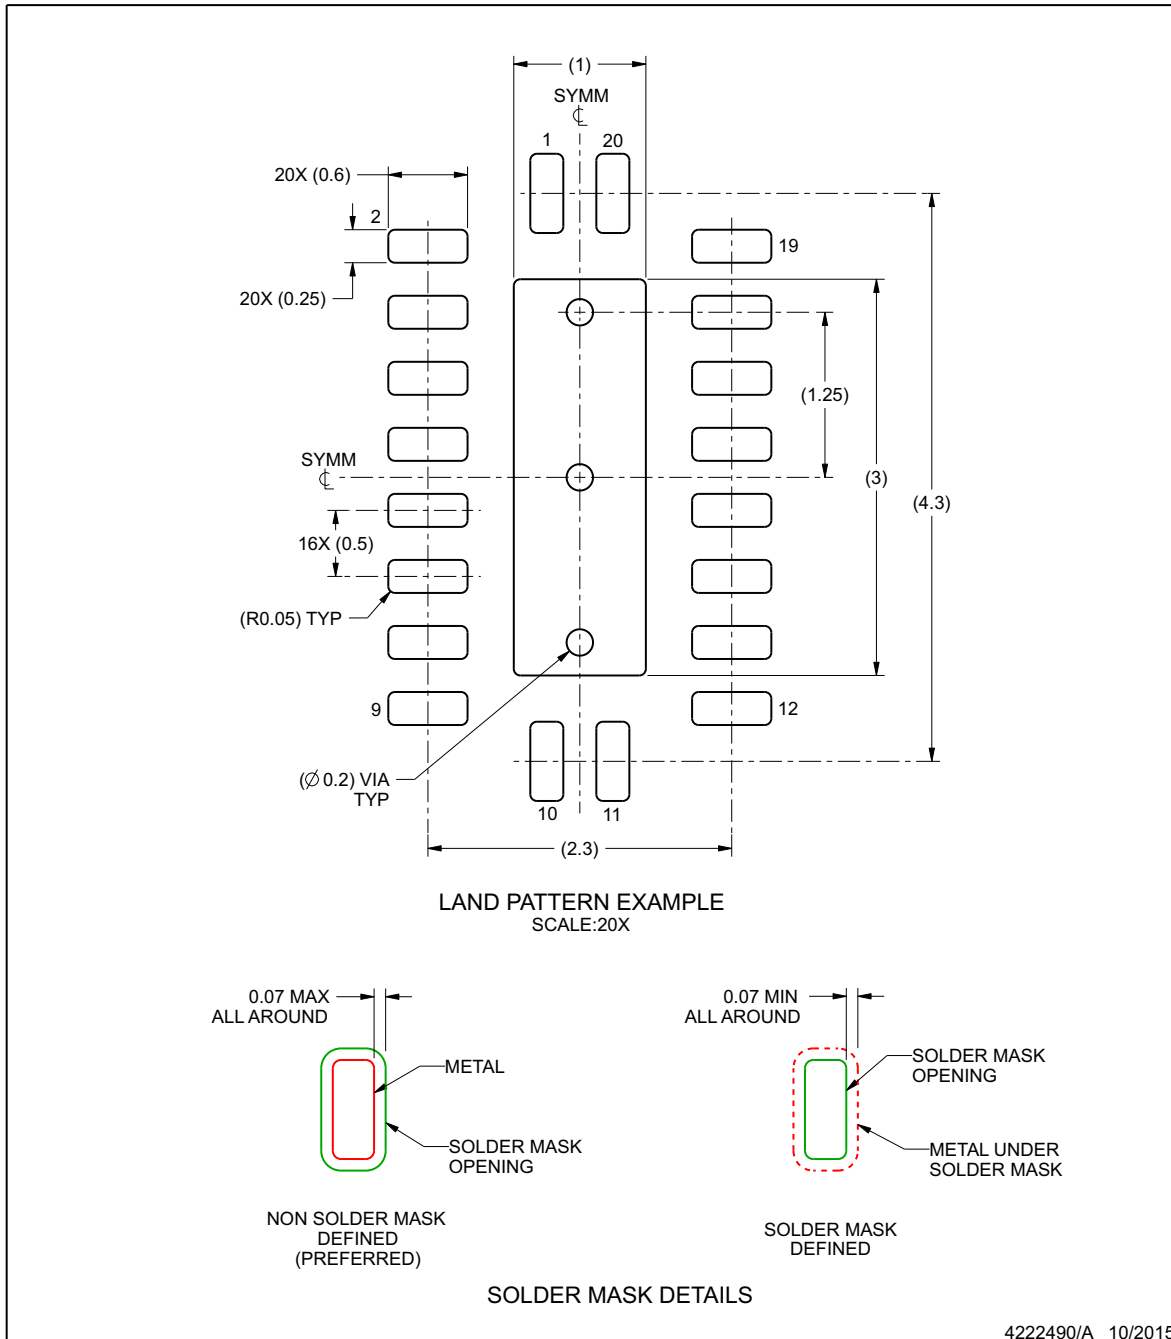 (1)
SYMM
1
20
20X (0.6)
2
19
20X (0.25)
(1.25)
SYMM
(3)
(4.3)
16X (0.5)
(R0.05) TYP
9
12
(Ø 0.2) VIA
TYP
10
11
(2.3)
LAND PATTERN EXAMPLE
SCALE:20X
0.07 MAX
ALL AROUND
METAL
SOLDER MASK
OPENING
NON SOLDER MASK
DEFINED
(PREFERRED)
0.07 MIN
ALL AROUND
SOLDER MASK
OPENING
METAL UNDER
SOLDER MASK
SOLDER MASK
DEFINED
SOLDER MASK DETAILS
4222490/A 10/2015